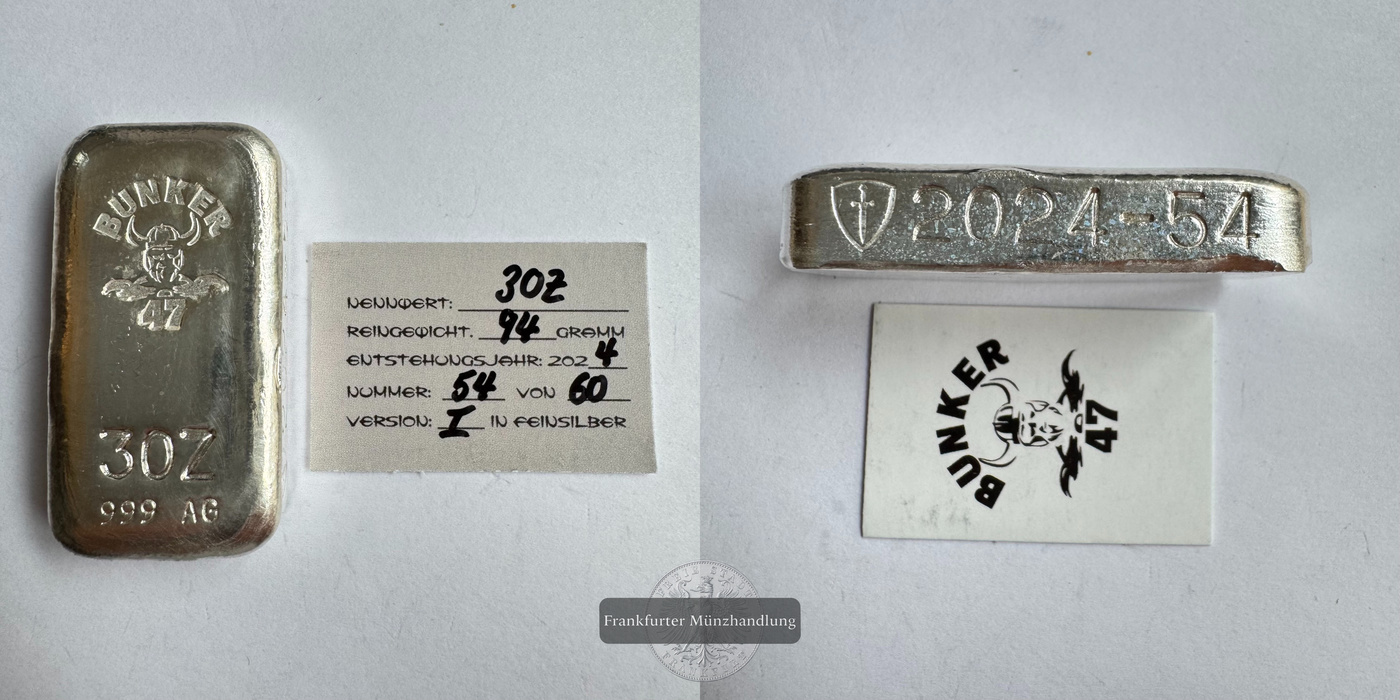 BUNKER
47
3OZ
999 AG
NENNWERT: 3OZ
REINGEWICHT. 94 GRAMM
ENTSTEHUNGSJAHR: 2024
NUMMER: 54 VON 60
VERSION: I IN FEINSILBER
2024-54
BUNKER
47
Frankfurter Münzhandlung